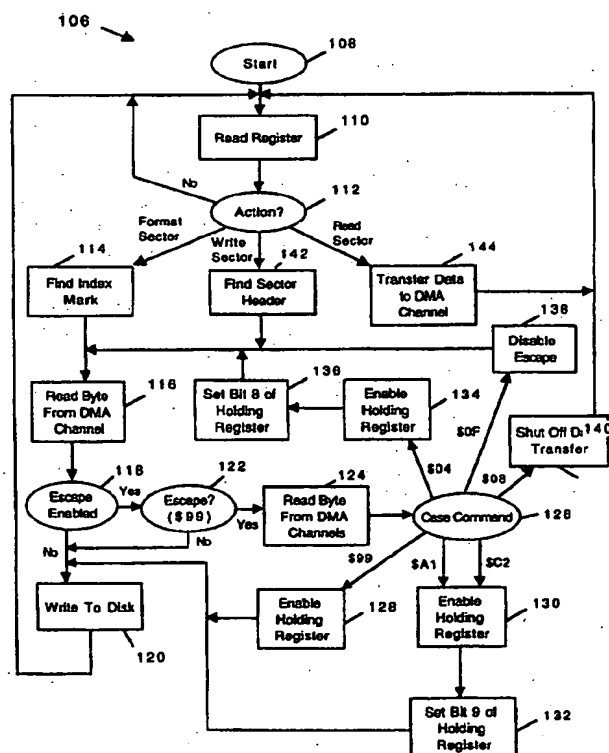 106
108
Start
110
Read Register
No
112
Action?
Format
Sector
Write
Sector
Read
Sector
114
142
144
Find Index
Mark
Find Sector
Header
Transfer Data
to DMA
Channel
138
Disable
Escape
116
136
134
Read Byte
From DMA
Channel
Set Bit 8 of
Holding
Register
Enable
Holding
Register
$0F
140
Shut Off
Transfer
$04
$08
118
122
124
Escape
Enabled
Yes
Escape?
($99)
Yes
Read Byte
From DMA
Channels
Case Command
126
No
No
$99
$A1
$C2
Write To Disk
120
Enable
Holding
Register
128
Enable
Holding
Register
130
Set Bit 9 of
Holding
Register
132